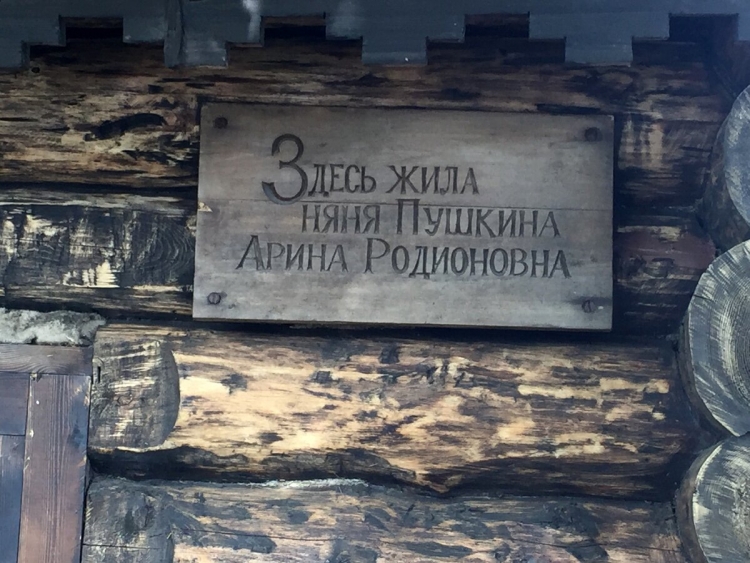 Здесь жила
няня Пушкина
Арина Родионовна